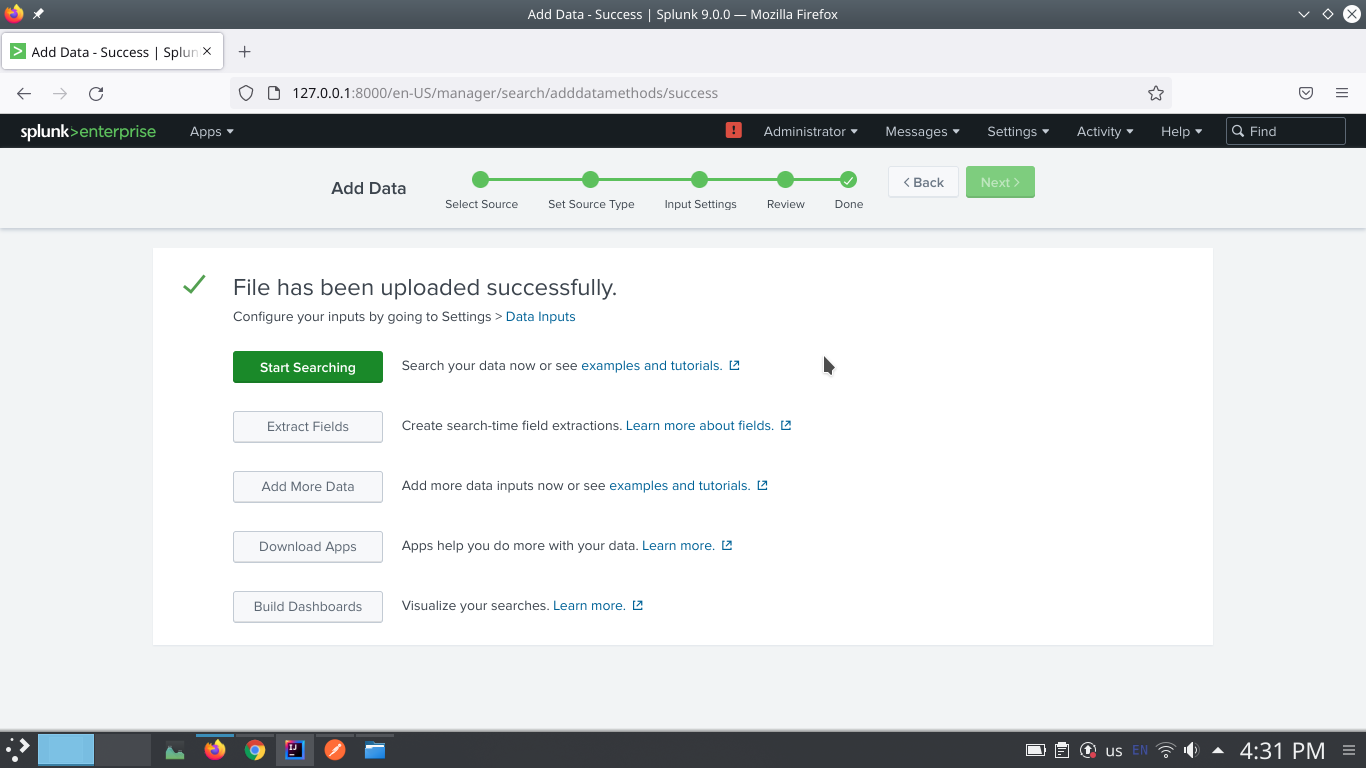 Add Data - Success | Splunk 9.0.0 — Mozilla Firefox
Add Data - Success | Splun
127.0.0.1:8000/en-US/manager/search/adddatamethods/success
splunk>enterprise Apps Administrator Messages Settings Activity Help Find
Add Data
Select Source Set Source Type Input Settings Review Done
Back Next
File has been uploaded successfully.
Configure your inputs by going to Settings > Data Inputs
Start Searching Search your data now or see examples and tutorials.
Extract Fields Create search-time field extractions. Learn more about fields.
Add More Data Add more data inputs now or see examples and tutorials.
Download Apps Apps help you do more with your data. Learn more.
Build Dashboards Visualize your searches. Learn more.
us EN 4:31 PM